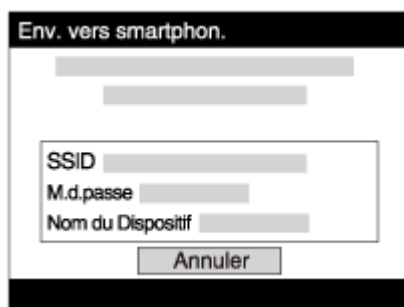 Env. vers smartphon.
SSID
M.d.passe
Nom du Dispositif
Annuler